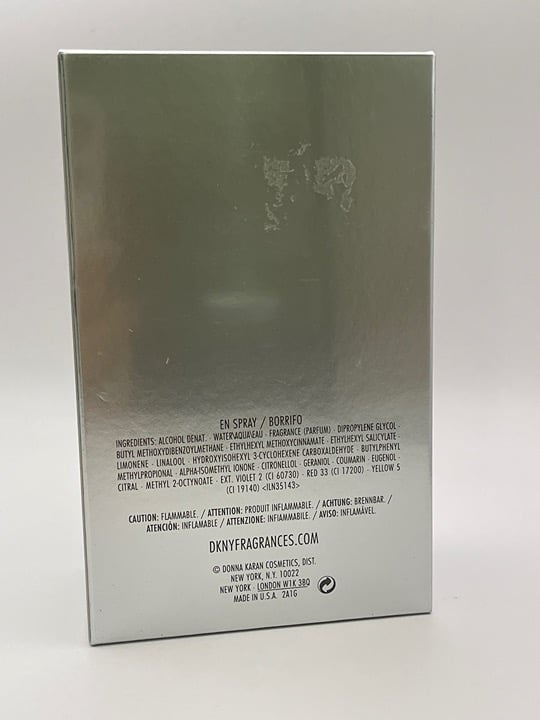 EN SPRAY / BORRIFO
INGREDIENTS: ALCOHOL DENAT. · WATER\AQUA\EAU · FRAGRANCE (PARFUM) · DIPROPYLENE GLYCOL ·
BUTYL METHOXYDIBENZOYLMETHANE · ETHYLHEXYL METHOXYCINNAMATE · ETHYLHEXYL SALICYLATE ·
LIMONENE · LINALOOL · HYDROXYISOHEXYL 3-CYCLOHEXENE CARBOXALDEHYDE · BUTYLPHENYL
METHYLPROPIONAL · ALPHA-ISOMETHYL IONONE · CITRONELLOL · GERANIOL · COUMARIN · EUGENOL ·
CITRAL · METHYL 2-OCTYNOATE · EXT. VIOLET 2 (CI 60730) · RED 33 (CI 17200) · YELLOW 5
(CI 19140) <ILN35143>
CAUTION: FLAMMABLE. / ATTENTION: PRODUIT INFLAMMABLE. / ACHTUNG: BRENNBAR. /
ATENCIÓN: INFLAMABLE / ATTENZIONE: INFIAMMABILE. / AVISO: INFLAMÁVEL.
DKNYFRAGRANCES.COM
© DONNA KARAN COSMETICS, DIST.
NEW YORK, N.Y. 10022
NEW YORK · LONDON W1K 3BQ
MADE IN U.S.A. 2A1G